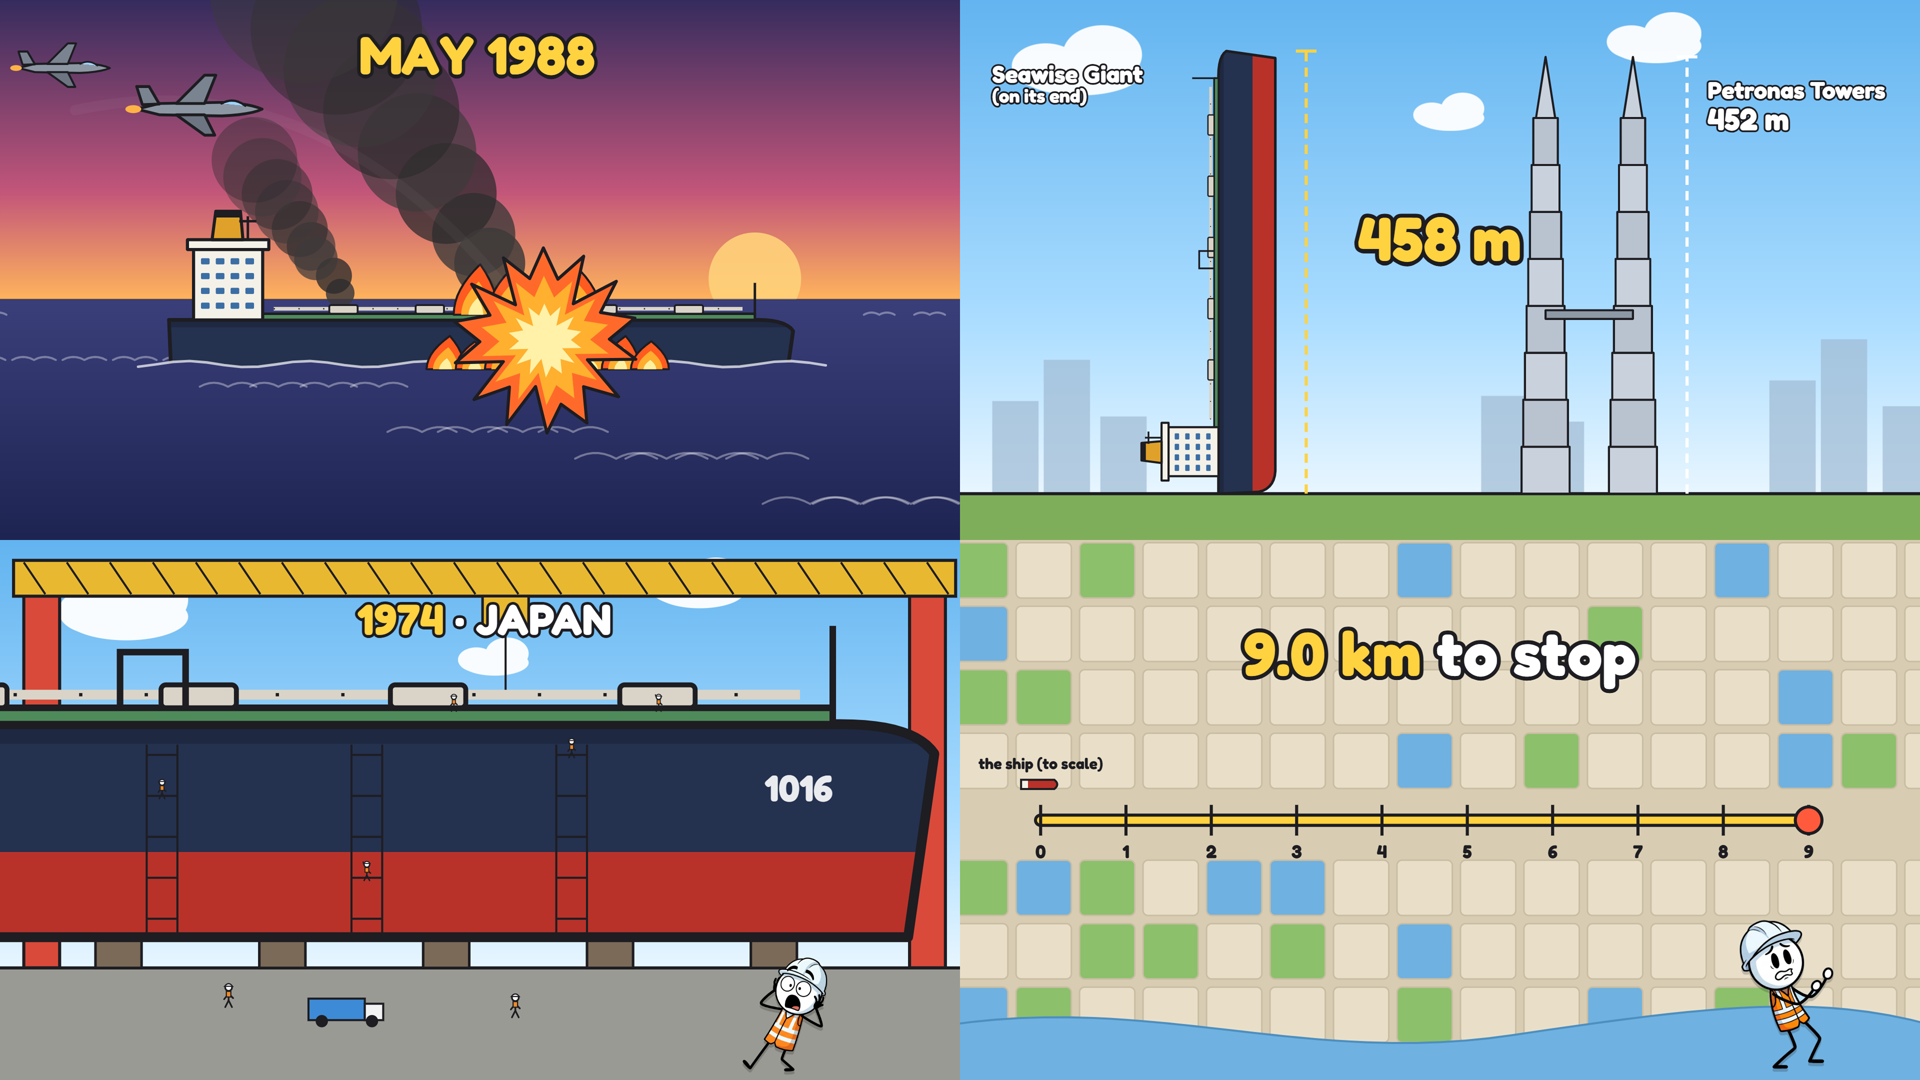 MAY 1988
Seawise Giant
(on its end)
458 m
Petronas Towers
452 m
1974 · JAPAN
1016
9.0 km to stop
the ship (to scale)
0 1 2 3 4 5 6 7 8 9